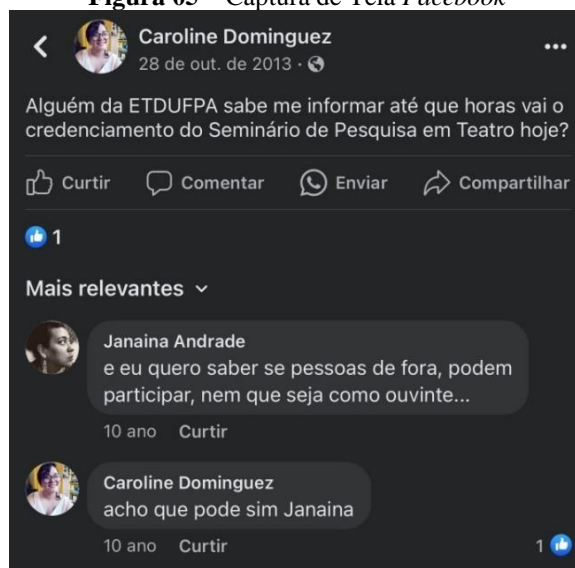 Figura 03 – Captura de Tela Facebook
Caroline Dominguez
28 de out. de 2013 ·
Alguém da ETDUFPA sabe me informar até que horas vai o
credenciamento do Seminário de Pesquisa em Teatro hoje?
Curtir Comentar Enviar Compartilhar
1
Mais relevantes
Janaina Andrade
e eu quero saber se pessoas de fora, podem
participar, nem que seja como ouvinte...
10 ano Curtir
Caroline Dominguez
acho que pode sim Janaina
10 ano Curtir 1